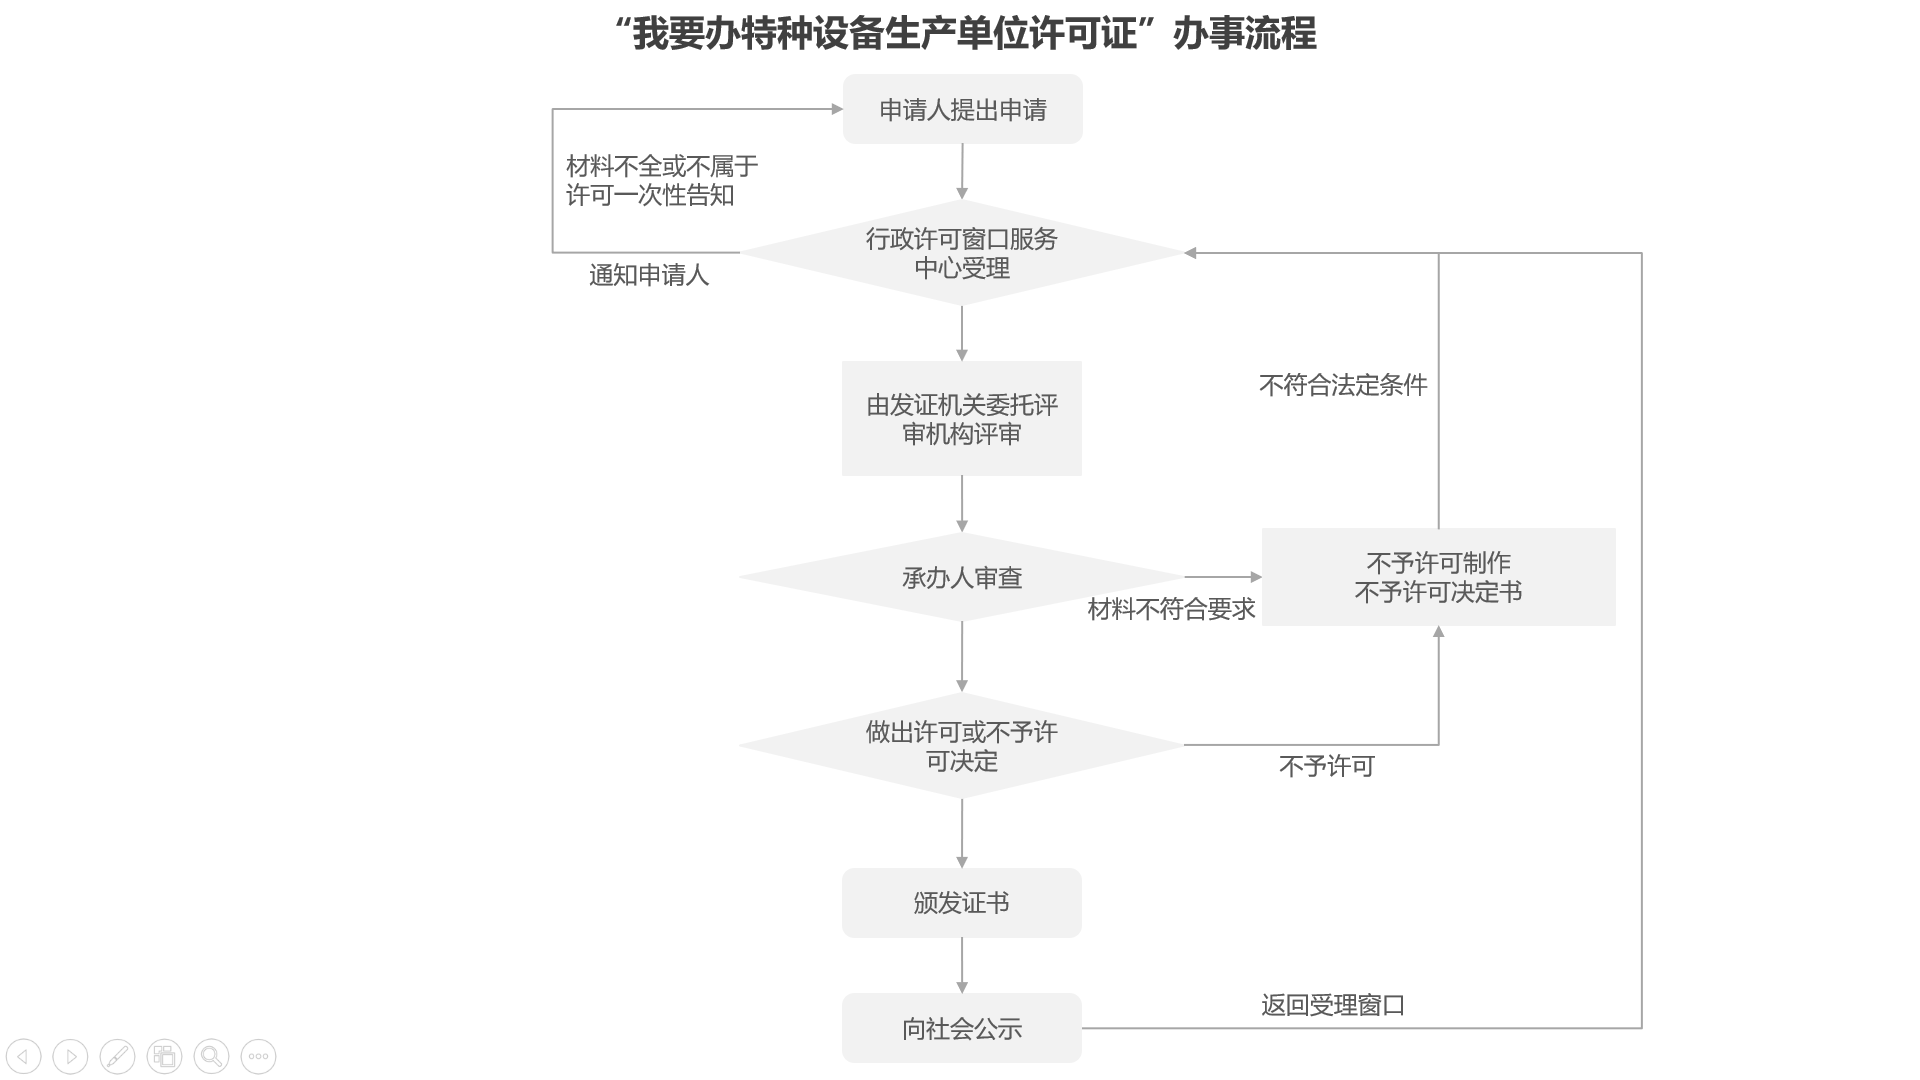 “我要办特种设备生产单位许可证”办事流程
申请人提出申请
材料不全或不属于
许可一次性告知
行政许可窗口服务
中心受理
通知申请人
不符合法定条件
由发证机关委托评
审机构评审
承办人审查
不予许可制作
不予许可决定书
材料不符合要求
做出许可或不予许
可决定
不予许可
颁发证书
返回受理窗口
向社会公示